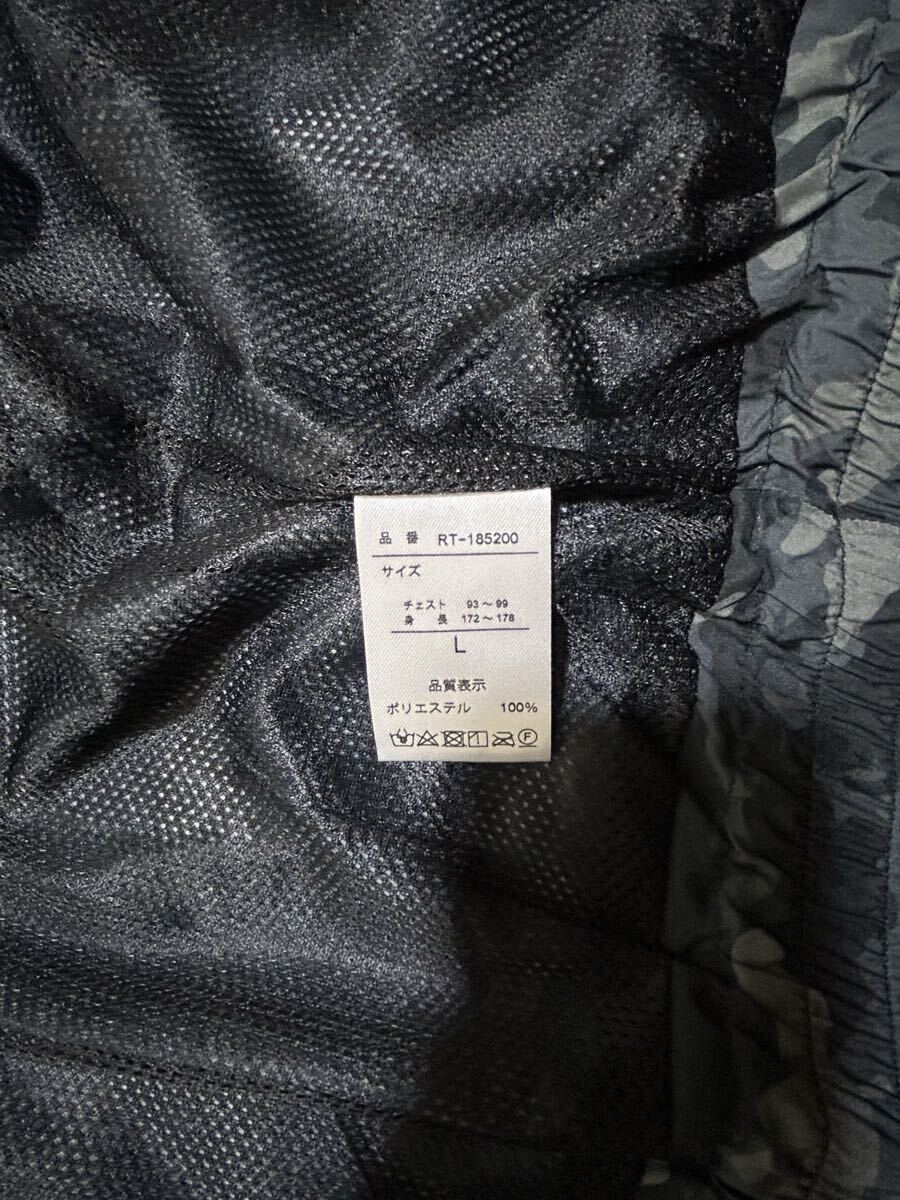 品 番 RT-185200
サイズ
チェスト 93～99
身 長 172～178
L
品質表示
ポリエステル 100%
F